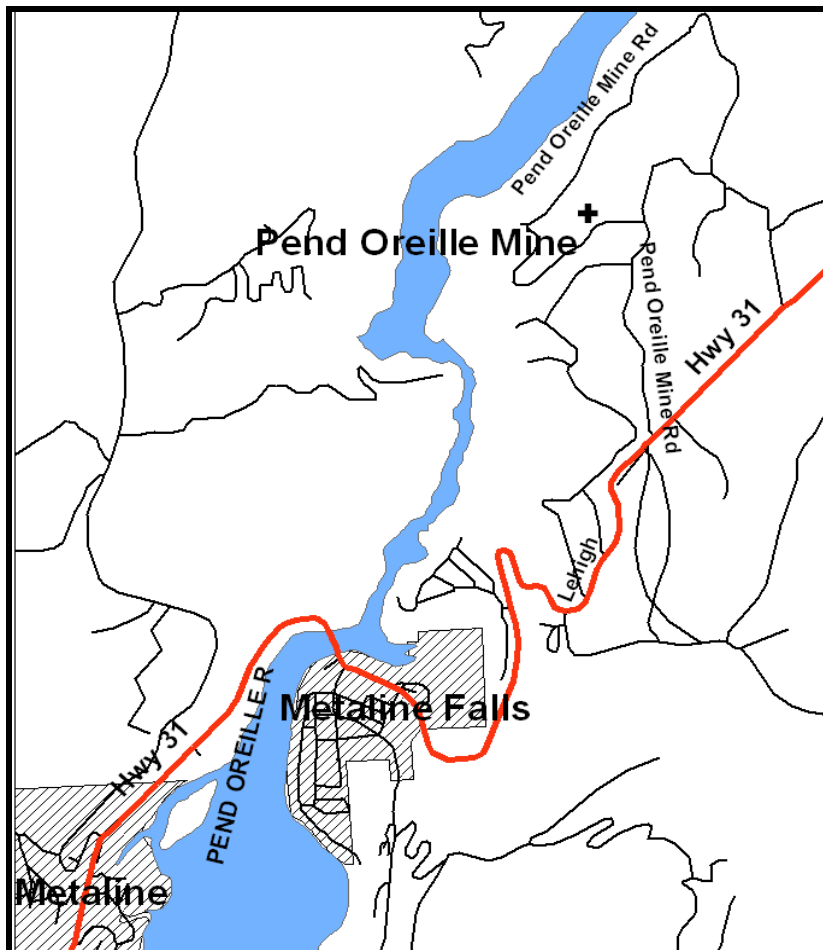 Pend Oreille Mine Rd
Pend Oreille Mine
Pend Oreille Mine Rd
Hwy 31
Lehigh
PEND OREILLE R
Metaline Falls
Hwy 31
Metaline